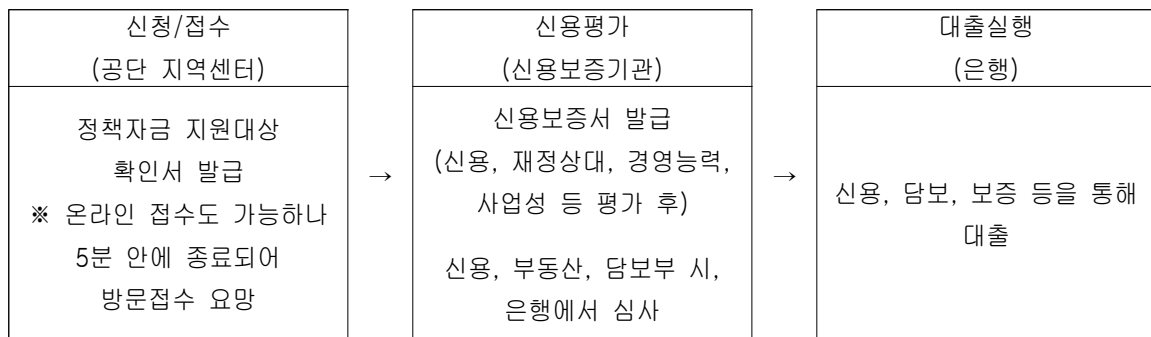 신청/접수
(공단 지역센터)
정책자금 지원대상
확인서 발급
※ 온라인 접수도 가능하나
5분 안에 종료되어
방문접수 요망
→
신용평가
(신용보증기관)
신용보증서 발급
(신용, 재정상대, 경영능력,
사업성 등 평가 후)
신용, 부동산, 담보부 시,
은행에서 심사
→
대출실행
(은행)
신용, 담보, 보증 등을 통해
대출